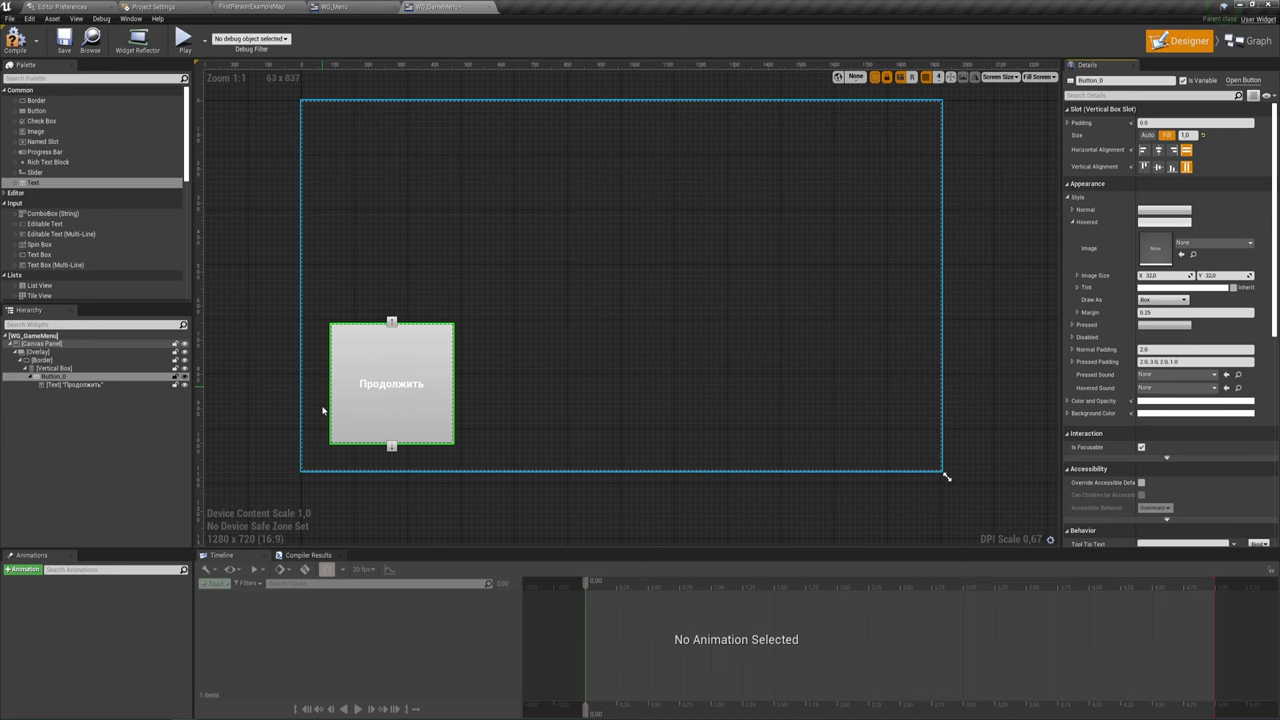 Editor Preferences Project Settings FirstPersonExampleMap WG_Menu WG_GameMenu*
File Edit Asset View Debug Window Help
Parent class: User Widget
Compile Save Browse Widget Reflector Play
No debug object selected
Debug Filter
Designer Graph
Palette
Search Palette
Common
Border
Button
Check Box
Image
Named Slot
Progress Bar
Rich Text Block
Slider
Text
Editor
Input
ComboBox (String)
Editable Text
Editable Text (Multi-Line)
Spin Box
Text Box
Text Box (Multi-Line)
Lists
List View
Tile View
Hierarchy
Search Widgets
[WG_GameMenu]
[Canvas Panel]
[Overlay]
[Border]
[Vertical Box]
Button_0
[Text] "Продолжить"
Zoom 1:1 63 x 837
None R 4 Screen Size Fill Screen
Продолжить
Device Content Scale 1,0
No Device Safe Zone Set
1280 x 720 (16:9)
DPI Scale 0,67
Details
Button_0 Is Variable Open Button
Search Details
Slot (Vertical Box Slot)
Padding 0.0
Size Auto Fill 1,0
Horizontal Alignment
Vertical Alignment
Appearance
Style
Normal
Hovered
Image None None
Image Size X 32,0 Y 32,0
Tint Inherit
Draw As Box
Margin 0.25
Pressed
Disabled
Normal Padding 2.0
Pressed Padding 2.0, 3.0, 2.0, 1.0
Pressed Sound None
Hovered Sound None
Color and Opacity
Background Color
Interaction
Is Focusable
Accessibility
Override Accessible Defa
Can Children be Accessib
Accessible Behavior Summary
Behavior
Tool Tip Text Bind
Animations
Animation Search Animations
Timeline Compiler Results
20 fps
Filters 0,00
0,00
No Animation Selected
1 items
0,00